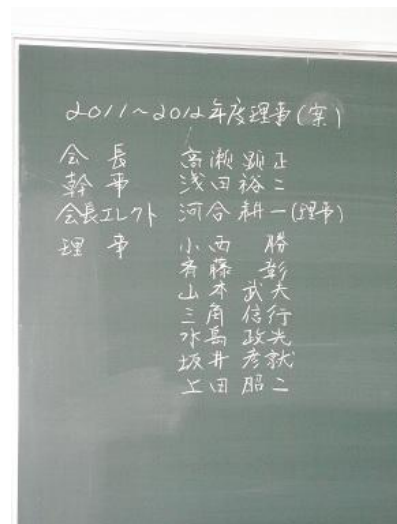 2011~2012年度理事(案)
会長 高瀬顕正
幹事 浅田裕二
会長エレクト 河合耕一(理事)
理事 小西 勝
斉藤 彰
山本武夫
三角信行
水島政光
坂井彦就
上田昭二